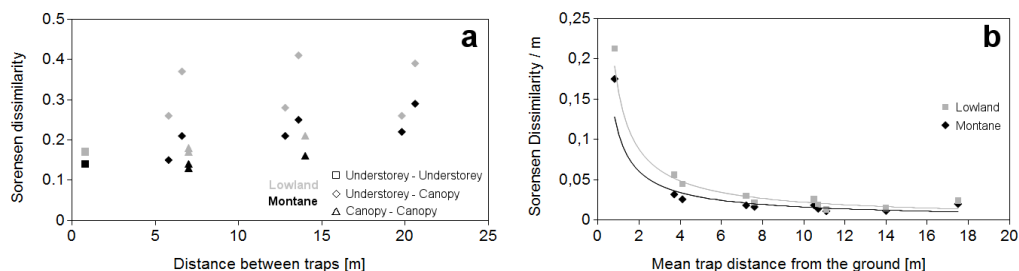 a
Sorensen dissimilarity
0.5
0.4
0.3
0.2
0.1
0
0
5
10
15
20
25
Distance between traps [m]
Lowland
Montane
Understorey - Understorey
Understorey - Canopy
Canopy - Canopy
b
Sorensen Dissimilarity / m
0,25
0,2
0,15
0,1
0,05
0
0
2
4
6
8
10
12
14
16
18
20
Mean trap distance from the ground [m]
Lowland
Montane